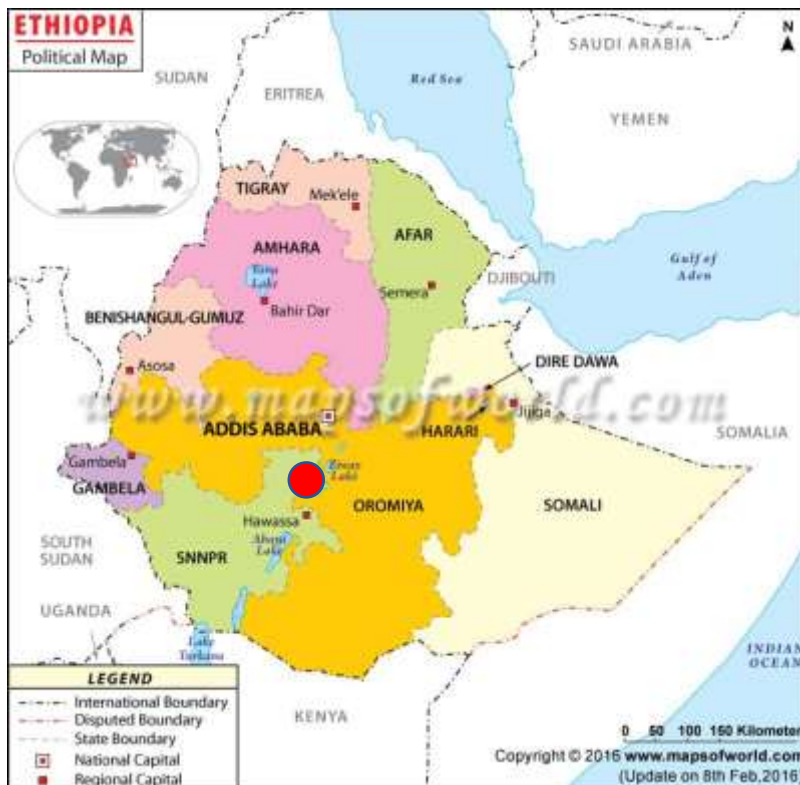 ETHIOPIA
Political Map
N
SAUDI ARABIA
SUDAN
ERITREA
Red Sea
YEMEN
TIGRAY
Mek'ele
AFAR
AMHARA
Tana
Lake
Gulf of
Aden
DJIBOUTI
Semera
Bahir Dar
BENISHANGUL-GUMUZ
DIRE DAWA
Asosa
www.mapsofworld.com
Jijiga
ADDIS ABABA
HARARI
SOMALIA
Gambela
Ziway
Lake
GAMBELA
OROMIYA
SOMALI
Hawassa
SOUTH
SUDAN
Abaya
Lake
SNNPR
UGANDA
Lake
Turkana
INDIAN
OCEAN
LEGEND
International Boundary
Disputed Boundary
State Boundary
National Capital
Regional Capital
KENYA
0 50 100 150 Kilometer
Copyright © 2016 www.mapsofworld.com
(Update on 8th Feb,2016)